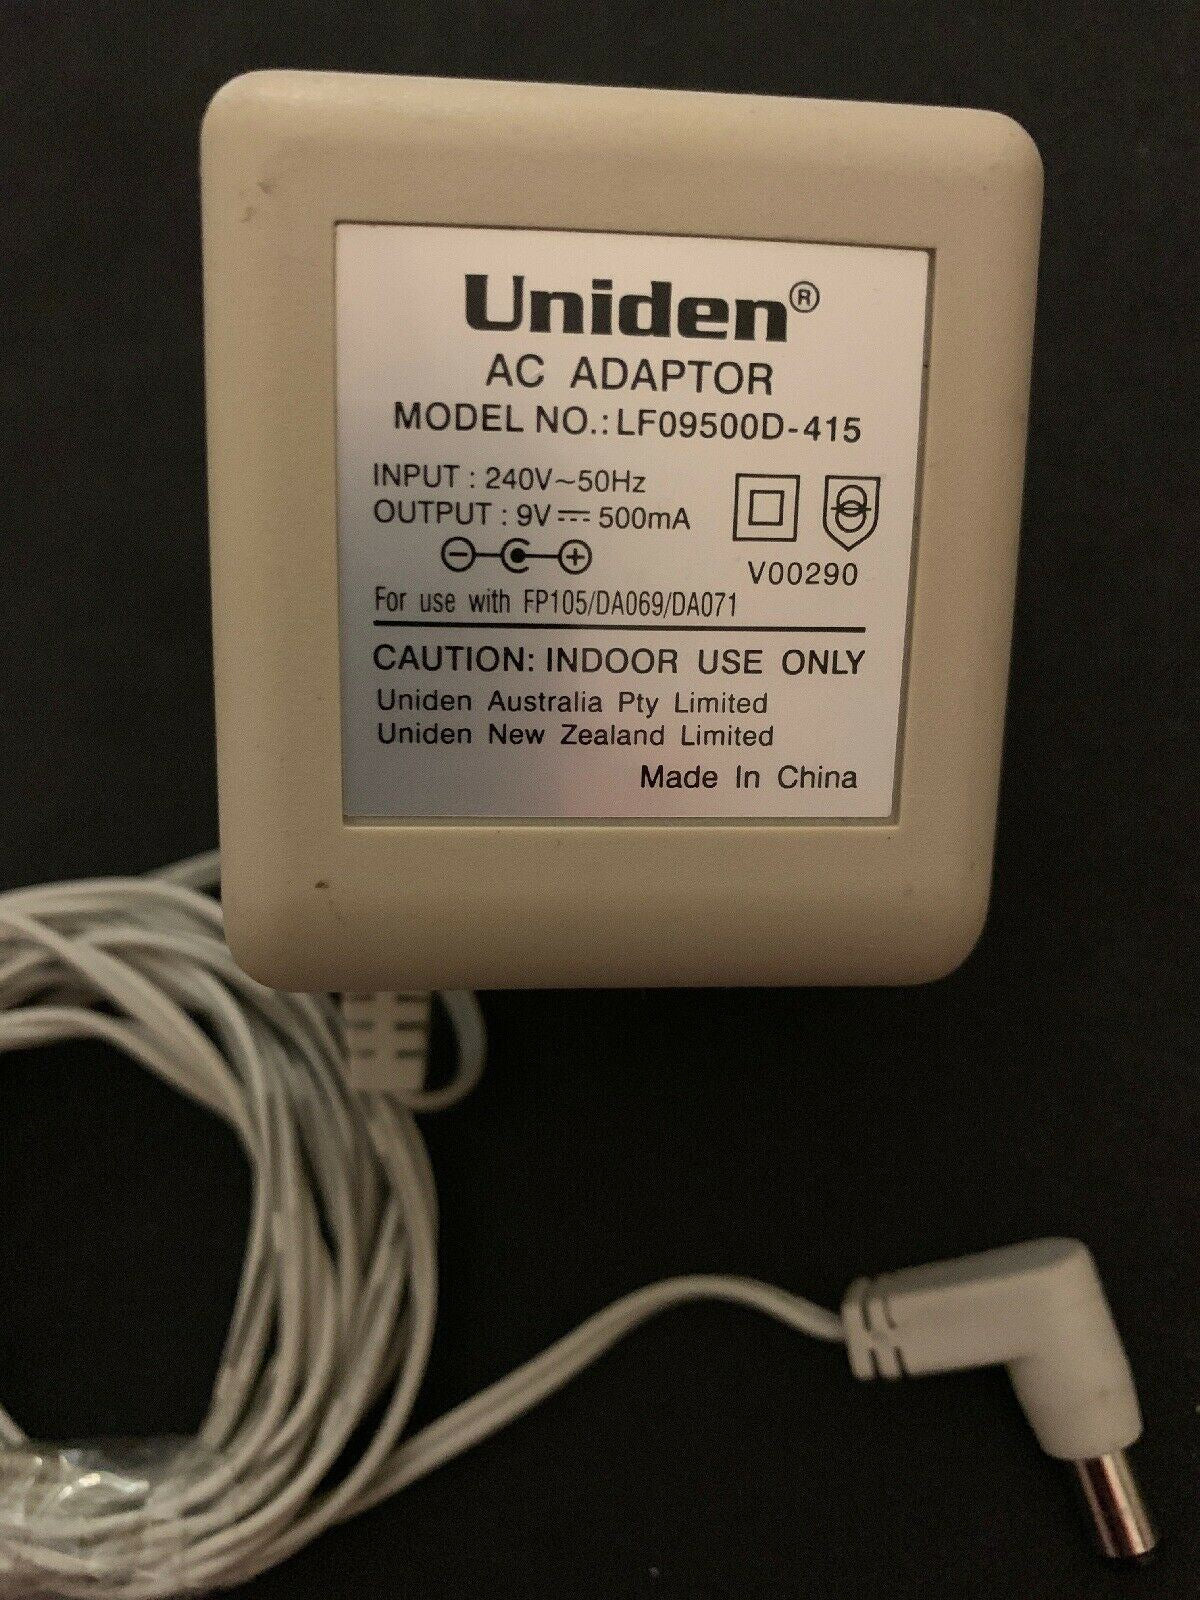 Uniden®
AC ADAPTOR
MODEL NO.: LF09500D-415
INPUT : 240V~50Hz
OUTPUT : 9V⎓500mA
V00290
For use with FP105/DA069/DA071
CAUTION: INDOOR USE ONLY
Uniden Australia Pty Limited
Uniden New Zealand Limited
Made In China